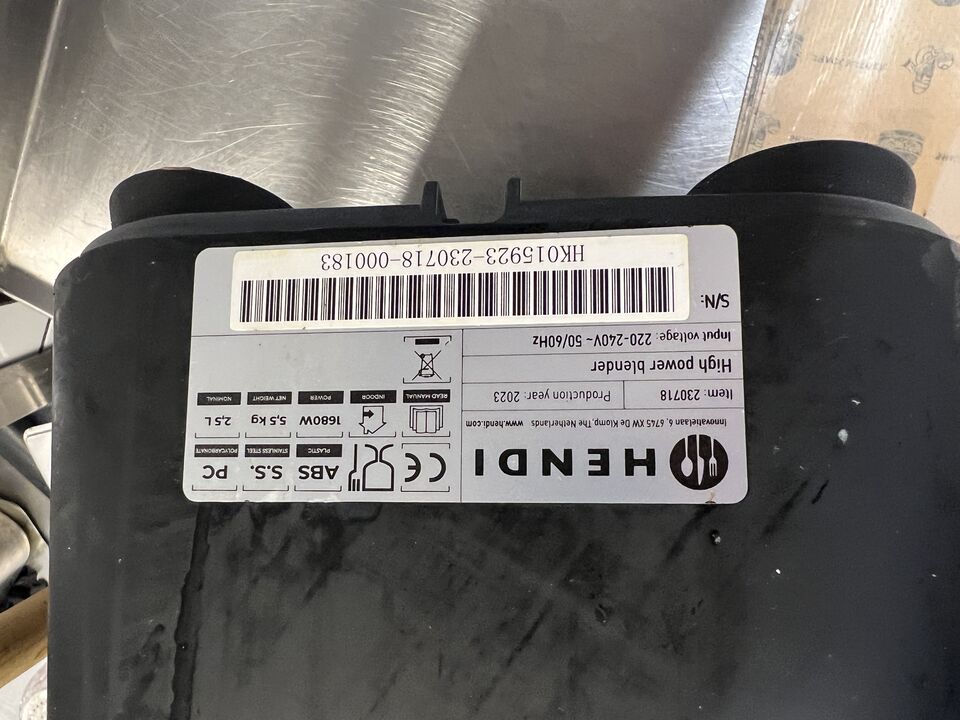 HENDI
Innovatielaan, 6, 6745 XW De Klomp, The Netherlands www.hendi.com
Item: 230718
Production year: 2023
High power blender
Input voltage: 220-240V~ 50/60Hz
S/N:
HK015923-230718-000183
CE
ABS
PLASTIC
S.S.
STAINLESS STEEL
PC
POLYCARBONATE
READ MANUAL
INDOOR
1680W
POWER
5,5 kg
NET WEIGHT
2,5 L
NOMINAL